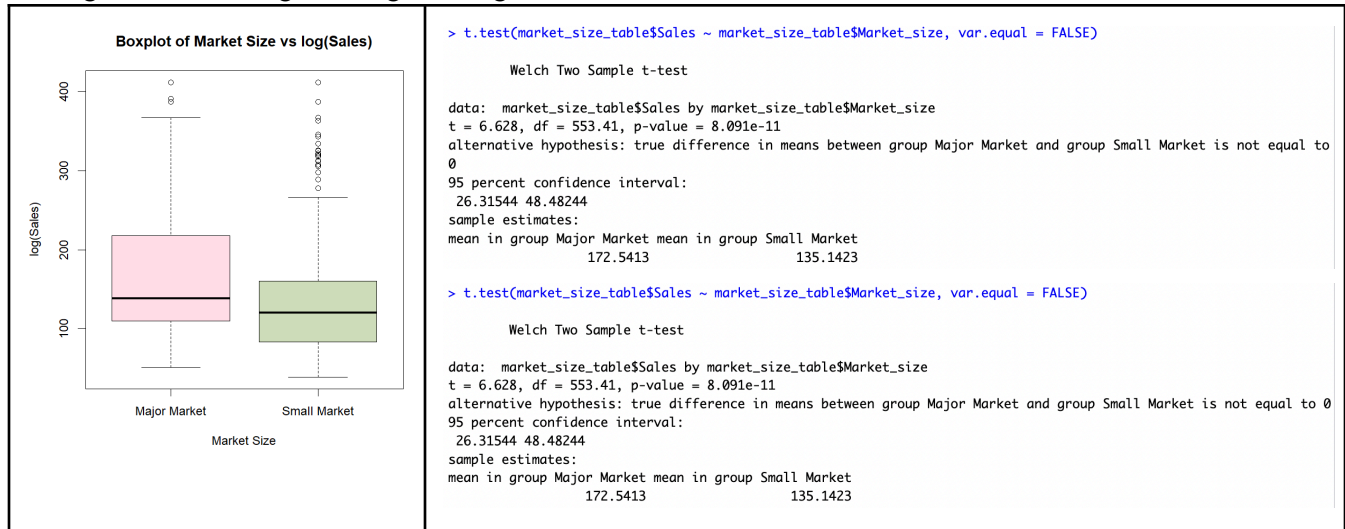 Boxplot of Market Size vs log(Sales)
400
300
200
100
log(Sales)
Major Market
Small Market
Market Size
> t.test(market_size_table$Sales ~ market_size_table$Market_size, var.equal = FALSE)
Welch Two Sample t-test
data:  market_size_table$Sales by market_size_table$Market_size
t = 6.628, df = 553.41, p-value = 8.091e-11
alternative hypothesis: true difference in means between group Major Market and group Small Market is not equal to
0
95 percent confidence interval:
26.31544 48.48244
sample estimates:
mean in group Major Market mean in group Small Market
172.5413                   135.1423
> t.test(market_size_table$Sales ~ market_size_table$Market_size, var.equal = FALSE)
Welch Two Sample t-test
data:  market_size_table$Sales by market_size_table$Market_size
t = 6.628, df = 553.41, p-value = 8.091e-11
alternative hypothesis: true difference in means between group Major Market and group Small Market is not equal to 0
95 percent confidence interval:
26.31544 48.48244
sample estimates:
mean in group Major Market mean in group Small Market
172.5413                   135.1423